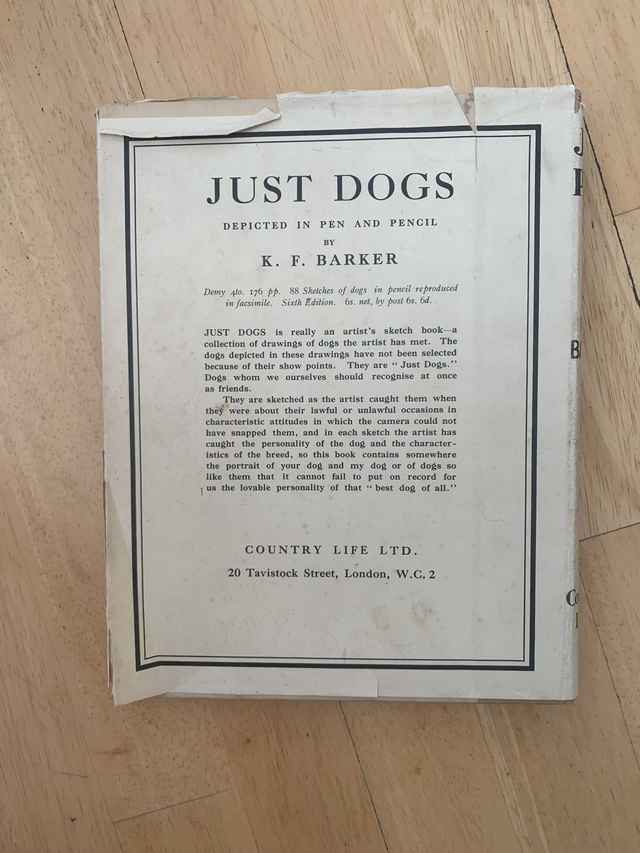 JUST DOGS
DEPICTED IN PEN AND PENCIL
BY
K. F. BARKER
Demy 4to. 176 pp. 88 Sketches of dogs in pencil reproduced
in facsimile. Sixth Edition. 6s. net, by post 6s. 6d.
JUST DOGS is really an artist's sketch book—a
collection of drawings of dogs the artist has met. The
dogs depicted in these drawings have not been selected
because of their show points. They are "Just Dogs."
Dogs whom we ourselves should recognise at once
as friends.
They are sketched as the artist caught them when
they were about their lawful or unlawful occasions in
characteristic attitudes in which the camera could not
have snapped them, and in each sketch the artist has
caught the personality of the dog and the character-
istics of the breed, so this book contains somewhere
the portrait of your dog and my dog or of dogs so
like them that it cannot fail to put on record for
us the lovable personality of that "best dog of all."
COUNTRY LIFE LTD.
20 Tavistock Street, London, W.C. 2